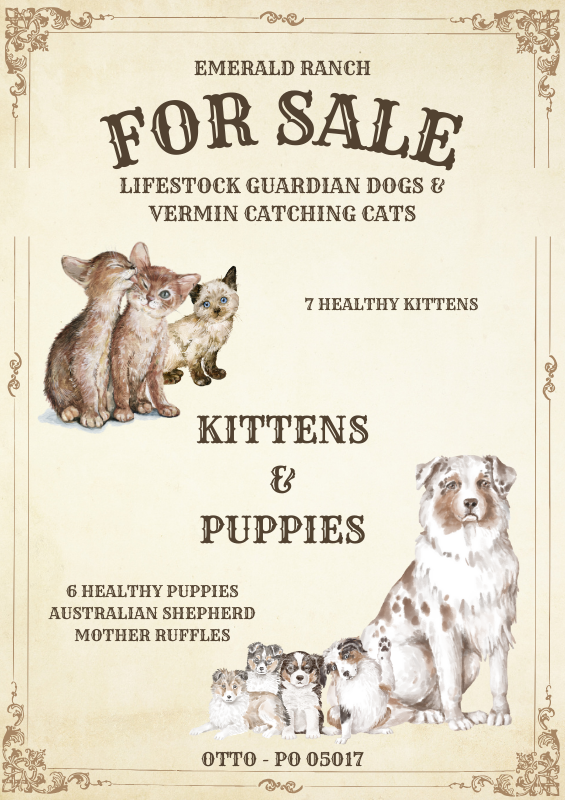 EMERALD RANCH
FOR SALE
LIFESTOCK GUARDIAN DOGS &
VERMIN CATCHING CATS
7 HEALTHY KITTENS
KITTENS
&
PUPPIES
6 HEALTHY PUPPIES
AUSTRALIAN SHEPHERD
MOTHER RUFFLES
OTTO - PO 05017